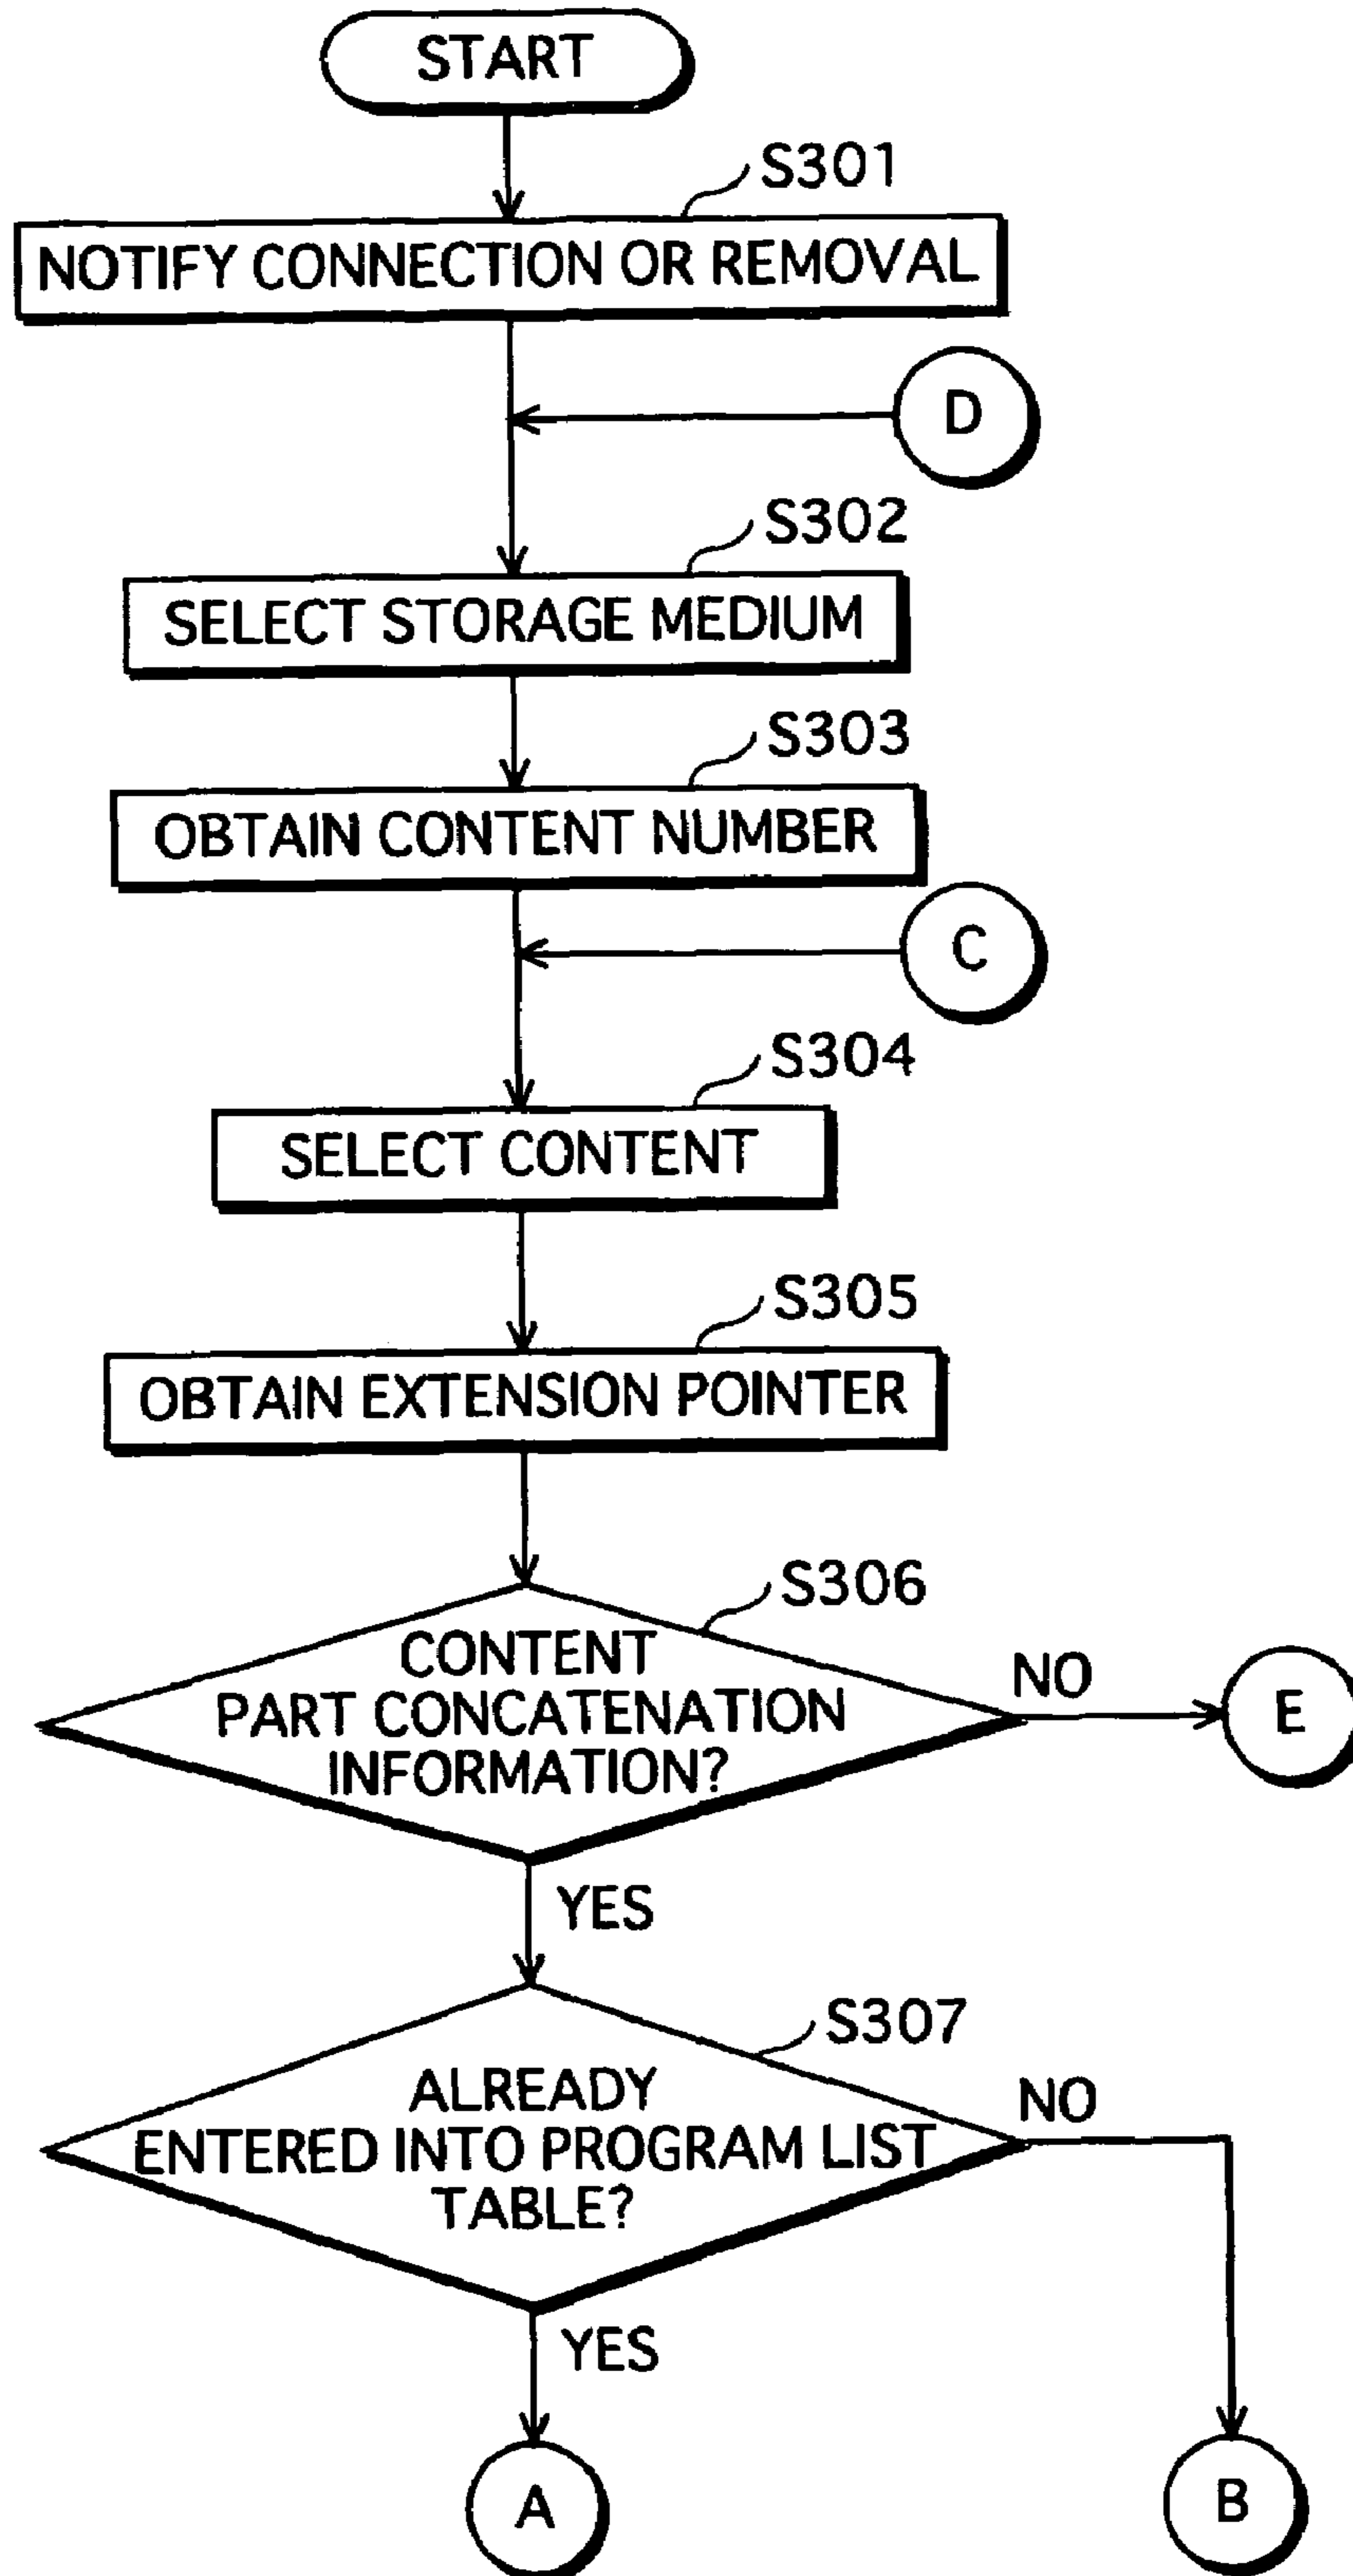 START
S301
NOTIFY CONNECTION OR REMOVAL
D
S302
SELECT STORAGE MEDIUM
S303
OBTAIN CONTENT NUMBER
C
S304
SELECT CONTENT
S305
OBTAIN EXTENSION POINTER
S306
CONTENT
PART CONCATENATION
INFORMATION?
NO
E
YES
S307
ALREADY
ENTERED INTO PROGRAM LIST
TABLE?
NO
YES
A
B